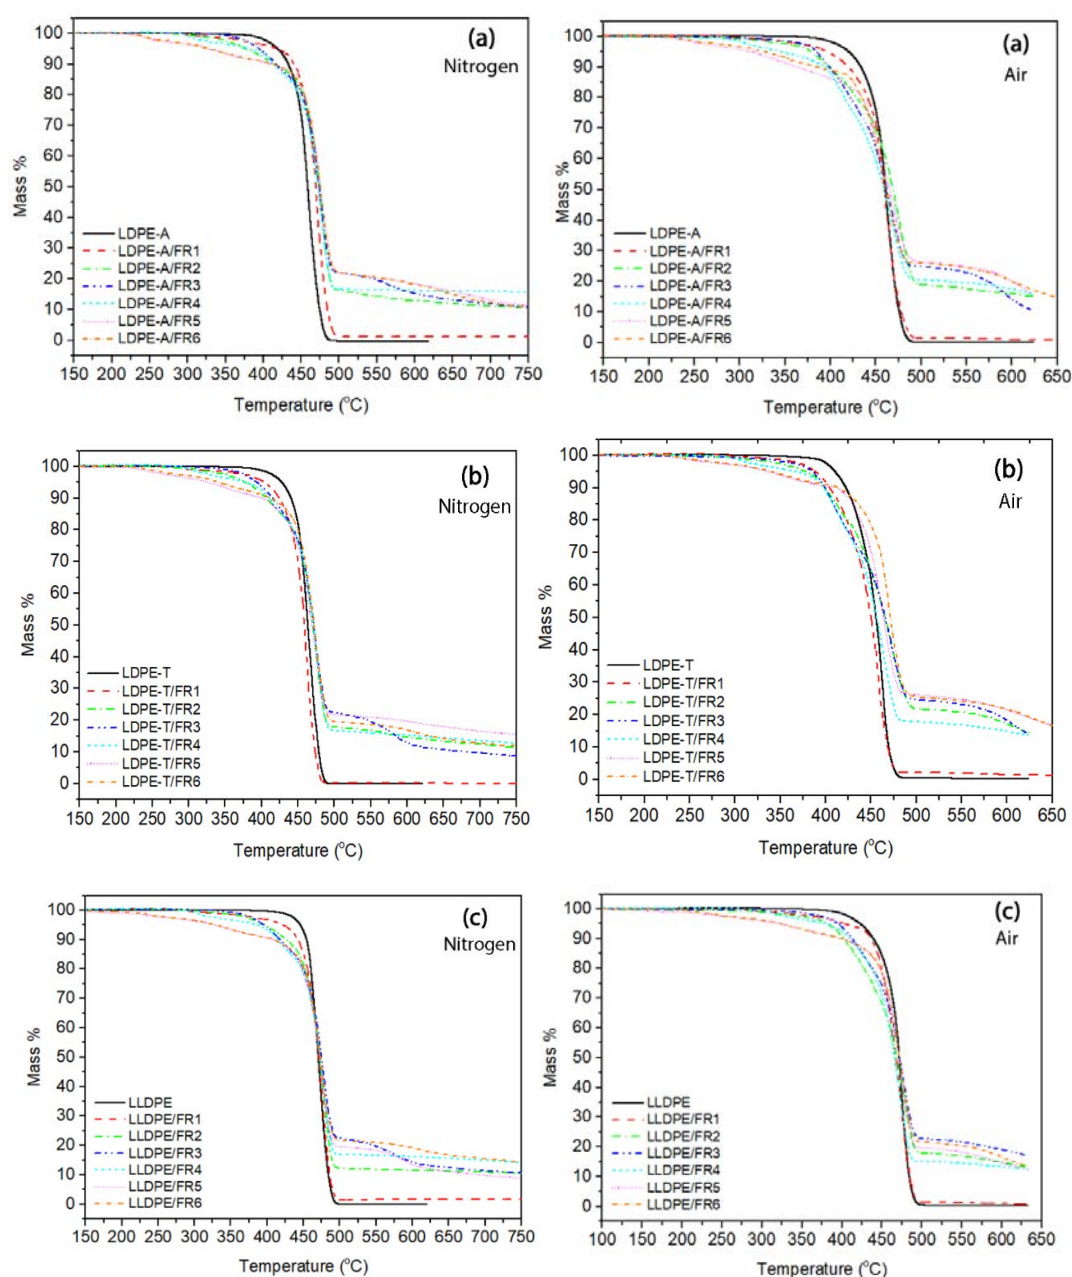 (a)
Nitrogen
100
90
80
70
60
50
40
30
20
10
0
Mass %
LDPE-A
LDPE-A/FR1
LDPE-A/FR2
LDPE-A/FR3
LDPE-A/FR4
LDPE-A/FR5
LDPE-A/FR6
150 200 250 300 350 400 450 500 550 600 650 700 750
Temperature (°C)
(a)
Air
100
90
80
70
60
50
40
30
20
10
0
Mass %
LDPE-A
LDPE-A/FR1
LDPE-A/FR2
LDPE-A/FR3
LDPE-A/FR4
LDPE-A/FR5
LDPE-A/FR6
150 200 250 300 350 400 450 500 550 600 650
Temperature (°C)
(b)
Nitrogen
100
90
80
70
60
50
40
30
20
10
0
Mass %
LDPE-T
LDPE-T/FR1
LDPE-T/FR2
LDPE-T/FR3
LDPE-T/FR4
LDPE-T/FR5
LDPE-T/FR6
150 200 250 300 350 400 450 500 550 600 650 700 750
Temperature (°C)
(b)
Air
100
90
80
70
60
50
40
30
20
10
0
Mass %
LDPE-T
LDPE-T/FR1
LDPE-T/FR2
LDPE-T/FR3
LDPE-T/FR4
LDPE-T/FR5
LDPE-T/FR6
150 200 250 300 350 400 450 500 550 600 650
Temperature (°C)
(c)
Nitrogen
100
90
80
70
60
50
40
30
20
10
0
Mass %
LLDPE
LLDPE/FR1
LLDPE/FR2
LLDPE/FR3
LLDPE/FR4
LLDPE/FR5
LLDPE/FR6
150 200 250 300 350 400 450 500 550 600 650 700 750
Temperature (°C)
(c)
Air
100
90
80
70
60
50
40
30
20
10
0
Mass %
LLDPE
LLDPE/FR1
LLDPE/FR2
LLDPE/FR3
LLDPE/FR4
LLDPE/FR5
LLDPE/FR6
100 150 200 250 300 350 400 450 500 550 600 650
Temperature (°C)